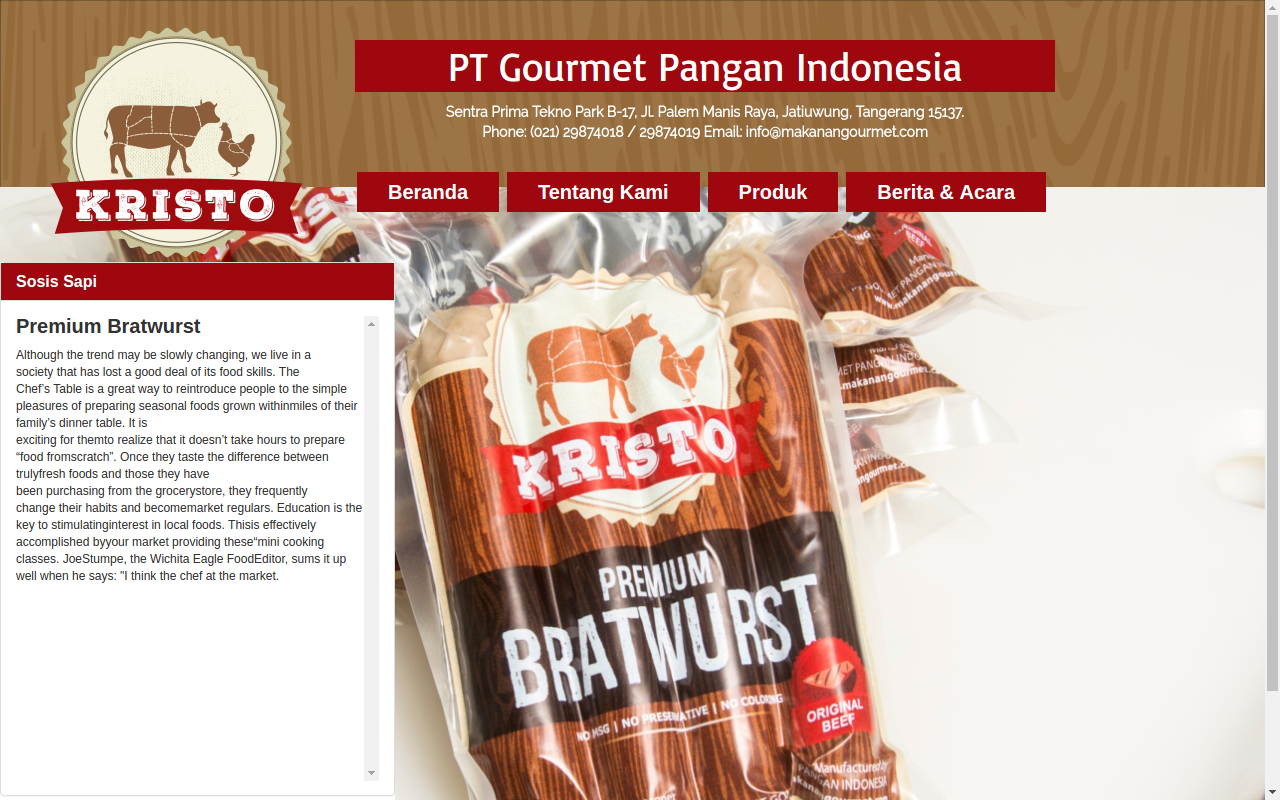 PT Gourmet Pangan Indonesia
Sentra Prima Tekno Park B-17, Jl. Palem Manis Raya, Jatiuwung, Tangerang 15137.
Phone: (021) 29874018 / 29874019 Email: info@makanangourmet.com
KRISTO
Beranda
Tentang Kami
Produk
Berita & Acara
Sosis Sapi
Premium Bratwurst
Although the trend may be slowly changing, we live in a
society that has lost a good deal of its food skills. The
Chef’s Table is a great way to reintroduce people to the simple
pleasures of preparing seasonal foods grown withinmiles of their
family’s dinner table. It is
exciting for themto realize that it doesn’t take hours to prepare
“food fromscratch”. Once they taste the difference between
trulyfresh foods and those they have
been purchasing from the grocerystore, they frequently
change their habits and becomemarket regulars. Education is the
key to stimulatinginterest in local foods. Thisis effectively
accomplished byyour market providing these“mini cooking
classes. JoeStumpe, the Wichita Eagle FoodEditor, sums it up
well when he says: "I think the chef at the market.
KRISTO
PREMIUM
BRATWURST
NO MSG | NO PRESERVATIVE | NO COLORING
ORIGINAL
BEEF
Manufactured by
PANGAN INDONESIA